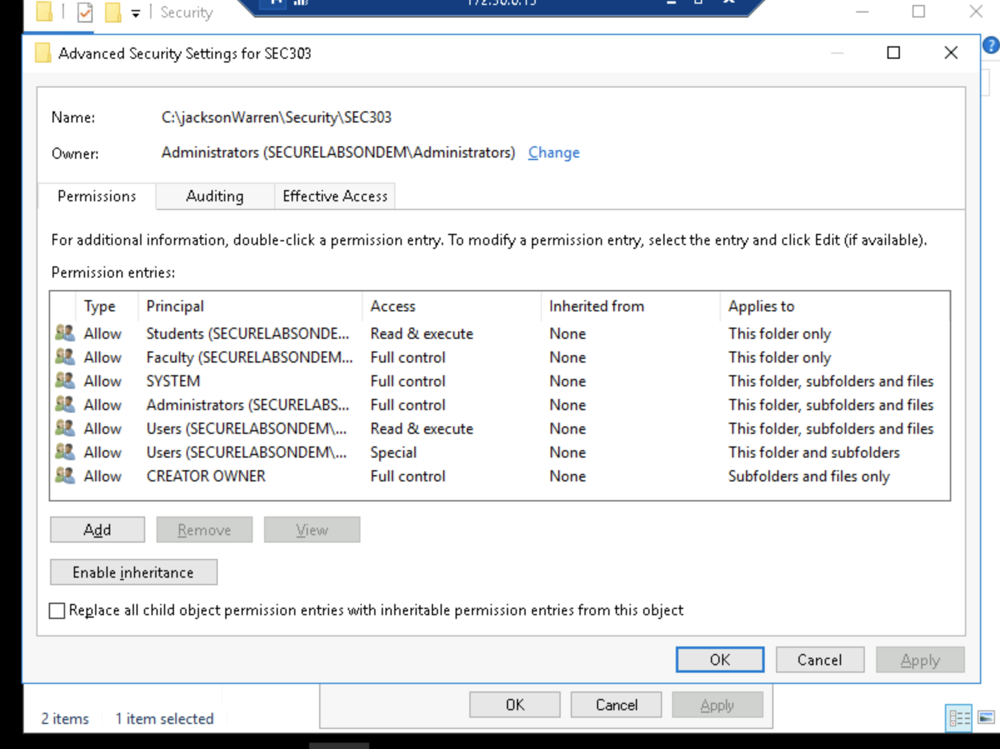 Security
Advanced Security Settings for SEC303
Name: C:\jacksonWarren\Security\SEC303
Owner: Administrators (SECURELABSONDEM\Administrators) Change
Permissions Auditing Effective Access
For additional information, double-click a permission entry. To modify a permission entry, select the entry and click Edit (if available).
Permission entries:
Type Principal Access Inherited from Applies to
Allow Students (SECURELABSONDE... Read & execute None This folder only
Allow Faculty (SECURELABSONDEM... Full control None This folder only
Allow SYSTEM Full control None This folder, subfolders and files
Allow Administrators (SECURELABS... Full control None This folder, subfolders and files
Allow Users (SECURELABSONDEM\... Read & execute None This folder, subfolders and files
Allow Users (SECURELABSONDEM\... Special None This folder and subfolders
Allow CREATOR OWNER Full control None Subfolders and files only
Add Remove View
Enable inheritance
Replace all child object permission entries with inheritable permission entries from this object
OK Cancel Apply
OK Cancel Apply
2 items 1 item selected